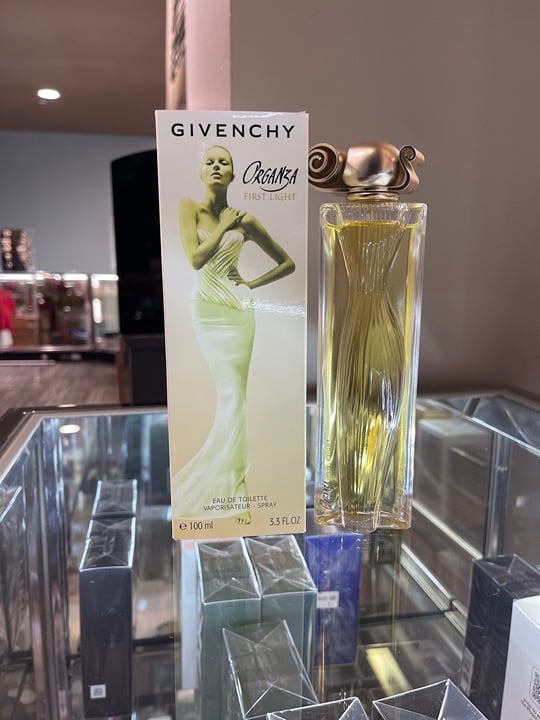 GIVENCHY
ORGANZA
FIRST LIGHT
EAU DE TOILETTE
VAPORISATEUR - SPRAY
e 100 ml 3.3 FL.OZ